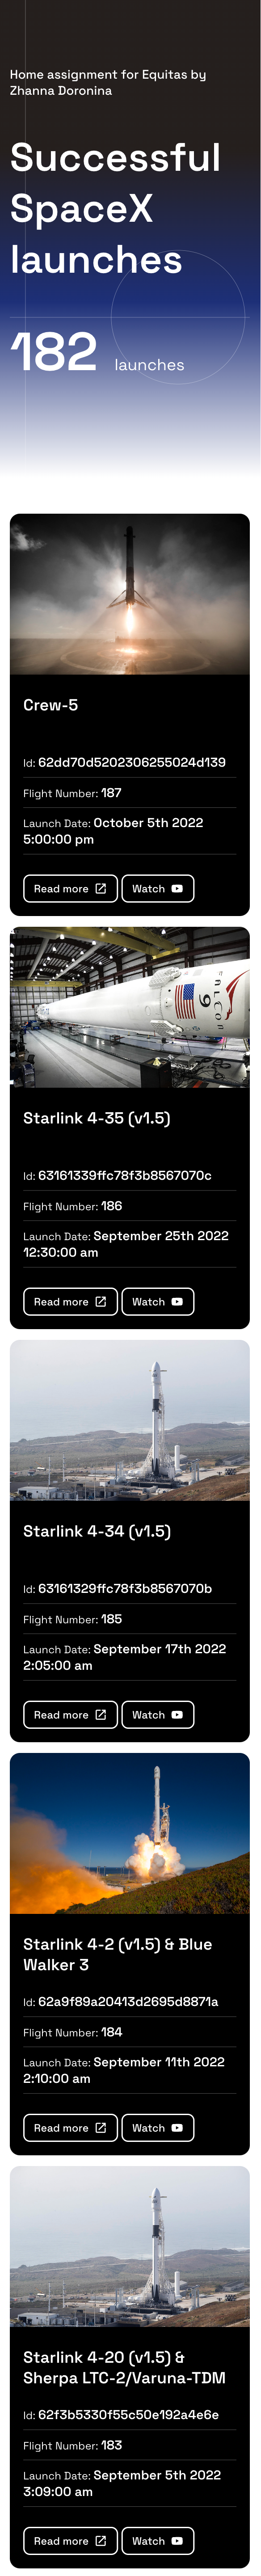 Home assignment for Equitas by
Zhanna Doronina
Successful
SpaceX
launches
182 launches
Crew-5
Id: 62dd70d5202306255024d139
Flight Number: 187
Launch Date: October 5th 2022
5:00:00 pm
Read more Watch
Starlink 4-35 (v1.5)
Id: 63161339ffc78f3b8567070c
Flight Number: 186
Launch Date: September 25th 2022
12:30:00 am
Read more Watch
Starlink 4-34 (v1.5)
Id: 63161329ffc78f3b8567070b
Flight Number: 185
Launch Date: September 17th 2022
2:05:00 am
Read more Watch
Starlink 4-2 (v1.5) & Blue
Walker 3
Id: 62a9f89a20413d2695d8871a
Flight Number: 184
Launch Date: September 11th 2022
2:10:00 am
Read more Watch
Starlink 4-20 (v1.5) &
Sherpa LTC-2/Varuna-TDM
Id: 62f3b5330f55c50e192a4e6e
Flight Number: 183
Launch Date: September 5th 2022
3:09:00 am
Read more Watch